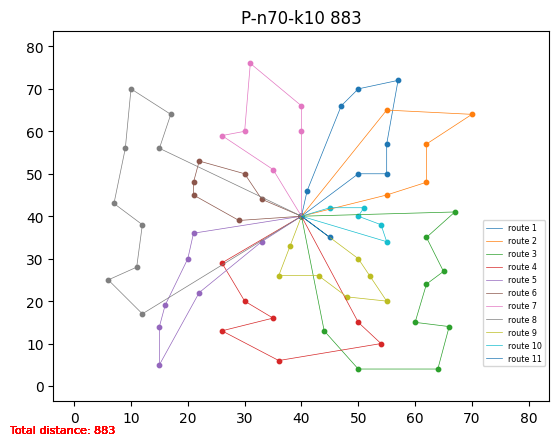 P-n70-k10 883
80
70
60
50
40
30
20
10
0
0 10 20 30 40 50 60 70 80
route 1
route 2
route 3
route 4
route 5
route 6
route 7
route 8
route 9
route 10
route 11
Total distance: 883